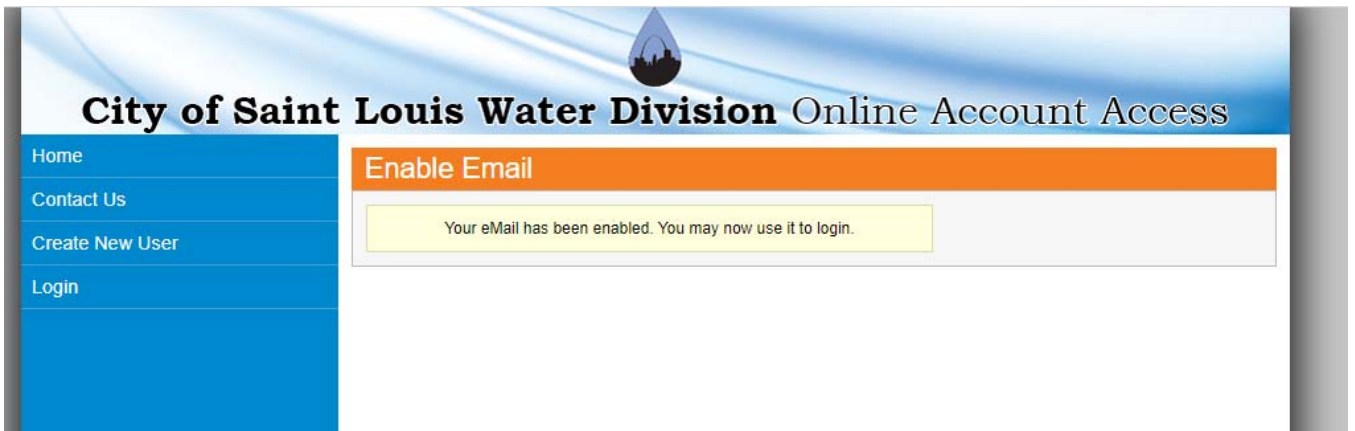 City of Saint Louis Water Division Online Account Access
Home
Contact Us
Create New User
Login
Enable Email
Your eMail has been enabled. You may now use it to login.